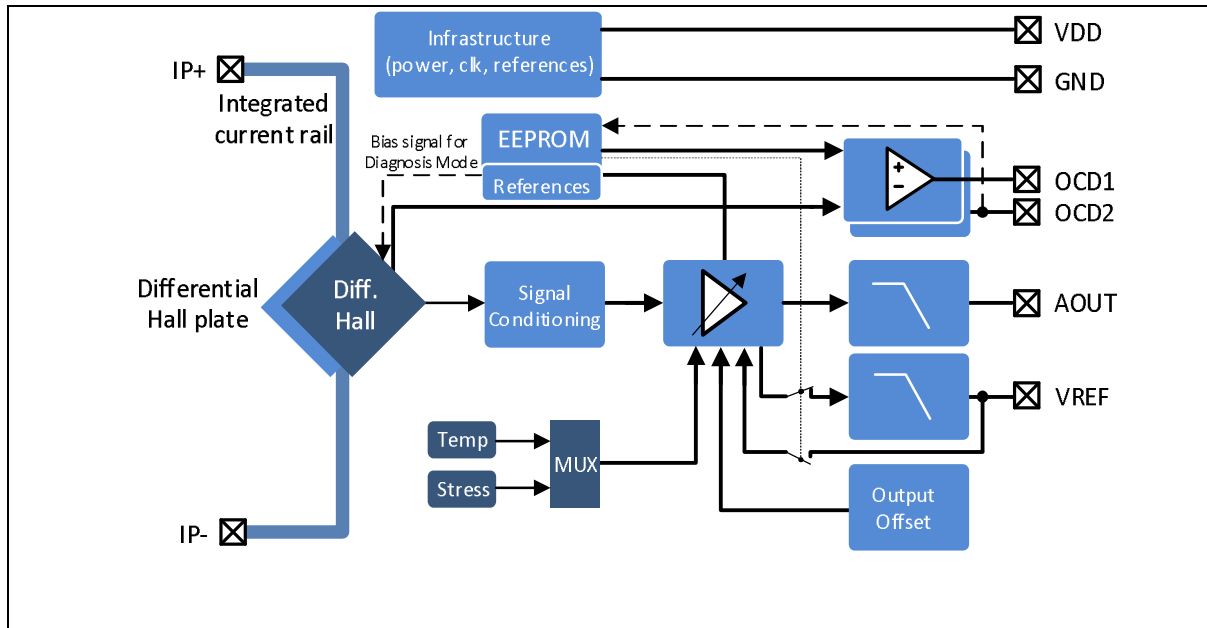 Infrastructure
(power, clk, references)
VDD
GND
IP+
Integrated
current rail
Bias signal for
Diagnosis Mode
EEPROM
References
+
-
OCD1
OCD2
Differential
Hall plate
Diff.
Hall
Signal
Conditioning
AOUT
VREF
Temp
Stress
MUX
Output
Offset
IP-